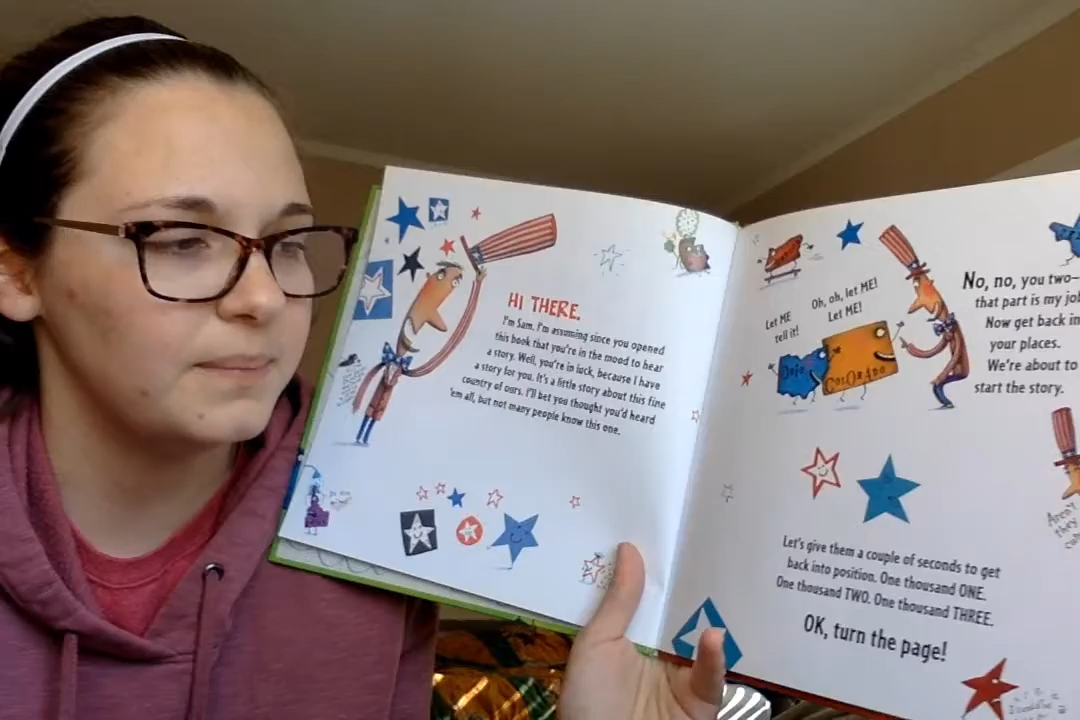 HI THERE.
I'm Sam. I'm assuming since you opened
this book that you're in the mood to hear
a story. Well, you're in luck, because I have
a story for you. It's a little story about this fine
country of ours. I'll bet you thought you'd heard
'em all, but not many people know this one.
Let ME
tell it!
Oh, oh, let ME!
Let ME!
COLORADO
No, no, you two—
that part is my jo
Now get back in
your places.
We're about to
start the story.
Aren't
they
Let's give them a couple of seconds to get
back into position. One thousand ONE.
One thousand TWO. One thousand THREE.
OK, turn the page!